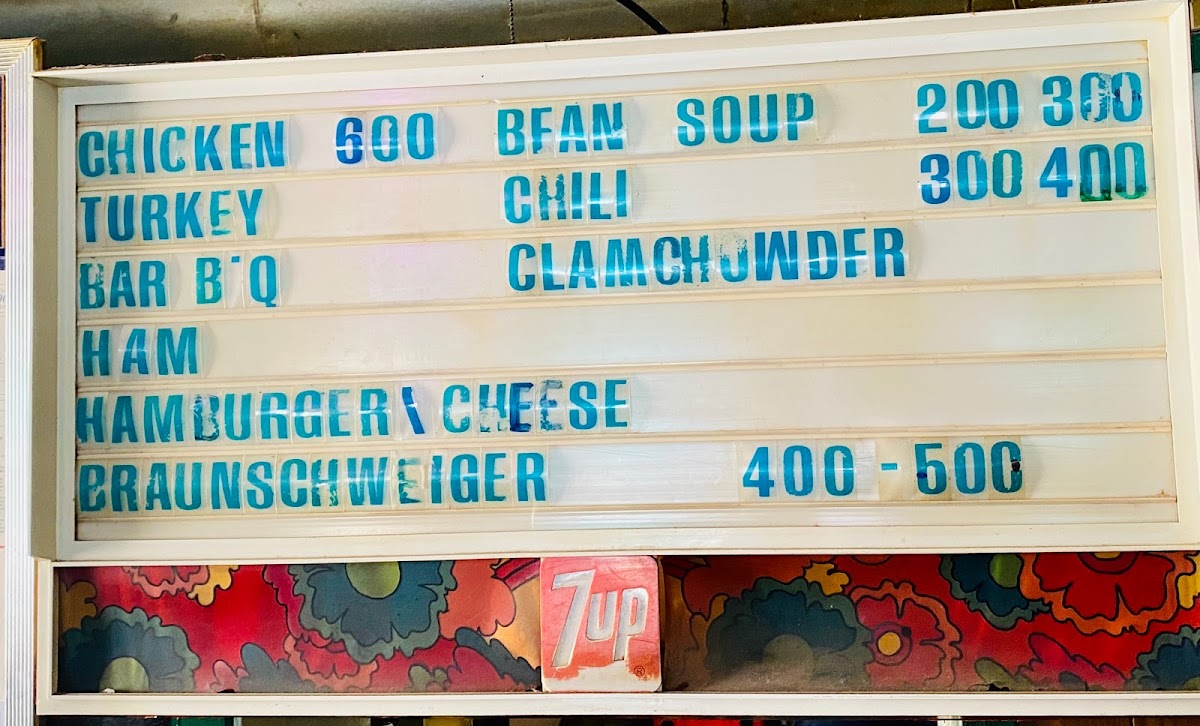 CHICKEN 600 BEAN SOUP 200 300
TURKEY CHILI 300 400
BAR B'Q CLAMCHOWDER
HAM
HAMBURGER\CHEESE
BRAUNSCHWEIGER 400-500
7up®